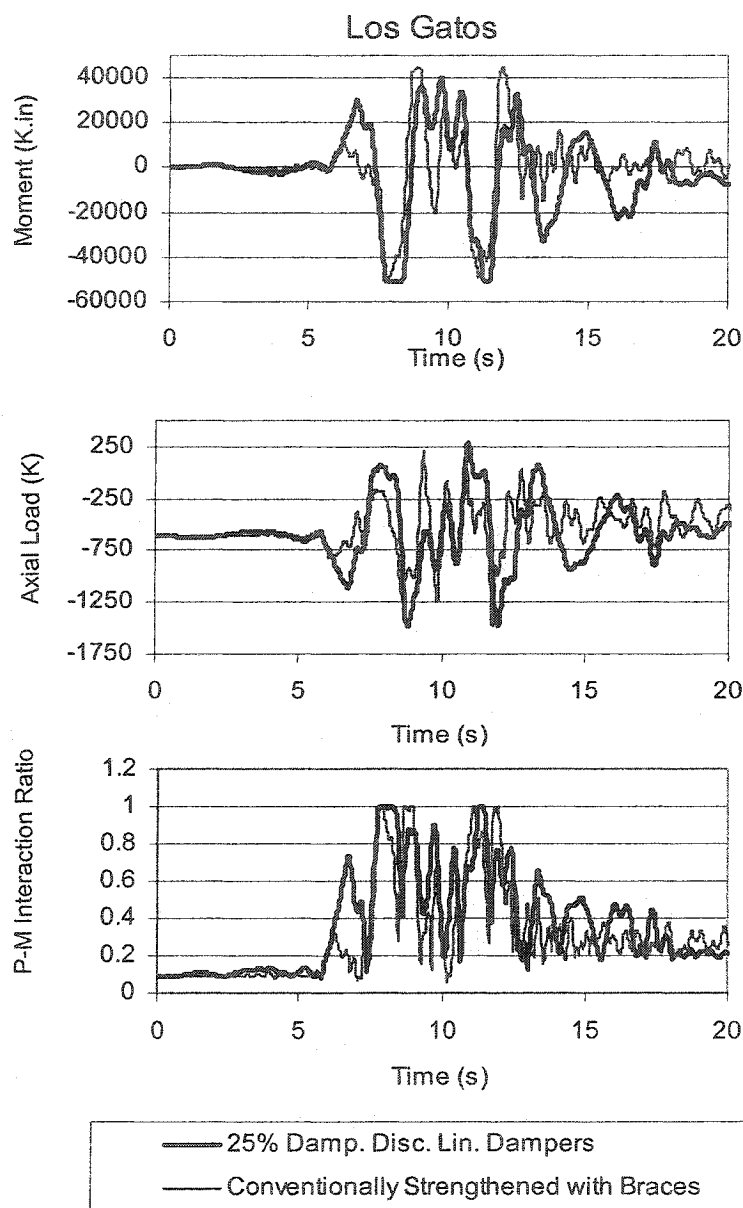 Los Gatos
Moment (K.in)
40000
20000
0
-20000
-40000
-60000
0 5 10 15 20
Time (s)
Axial Load (K)
250
-250
-750
-1250
-1750
0 5 10 15 20
Time (s)
P-M Interaction Ratio
1.2
1
0.8
0.6
0.4
0.2
0
0 5 10 15 20
Time (s)
25% Damp. Disc. Lin. Dampers
Conventionally Strengthened with Braces